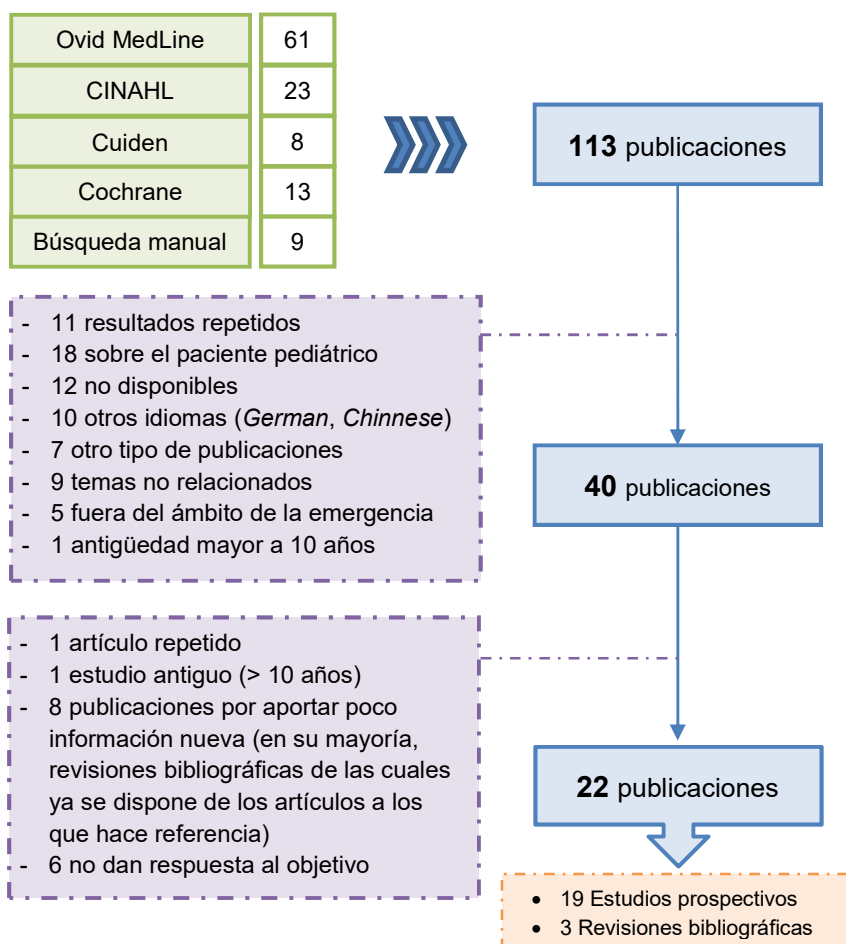 Ovid MedLine 61
CINAHL 23
Cuiden 8
Cochrane 13
Búsqueda manual 9
113 publicaciones
- 11 resultados repetidos
- 18 sobre el paciente pediátrico
- 12 no disponibles
- 10 otros idiomas (German, Chinnese)
- 7 otro tipo de publicaciones
- 9 temas no relacionados
- 5 fuera del ámbito de la emergencia
- 1 antigüedad mayor a 10 años
40 publicaciones
- 1 artículo repetido
- 1 estudio antiguo (> 10 años)
- 8 publicaciones por aportar poco
información nueva (en su mayoría,
revisiones bibliográficas de las cuales
ya se dispone de los artículos a los
que hace referencia)
- 6 no dan respuesta al objetivo
22 publicaciones
• 19 Estudios prospectivos
• 3 Revisiones bibliográficas